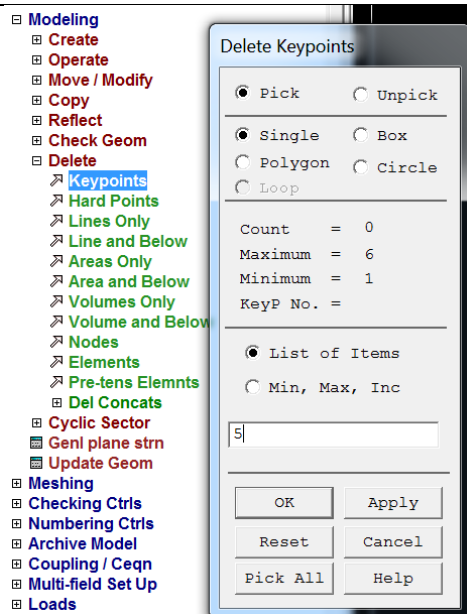 Modeling
Create
Operate
Move / Modify
Copy
Reflect
Check Geom
Delete
Keypoints
Hard Points
Lines Only
Line and Below
Areas Only
Area and Below
Volumes Only
Volume and Below
Nodes
Elements
Pre-tens Elemnts
Del Concats
Cyclic Sector
Genl plane strn
Update Geom
Meshing
Checking Ctrls
Numbering Ctrls
Archive Model
Coupling / Ceqn
Multi-field Set Up
Loads
Delete Keypoints
Pick Unpick
Single Box
Polygon Circle
Loop
Count = 0
Maximum = 6
Minimum = 1
KeyP No. =
List of Items
Min, Max, Inc
5
OK Apply
Reset Cancel
Pick All Help